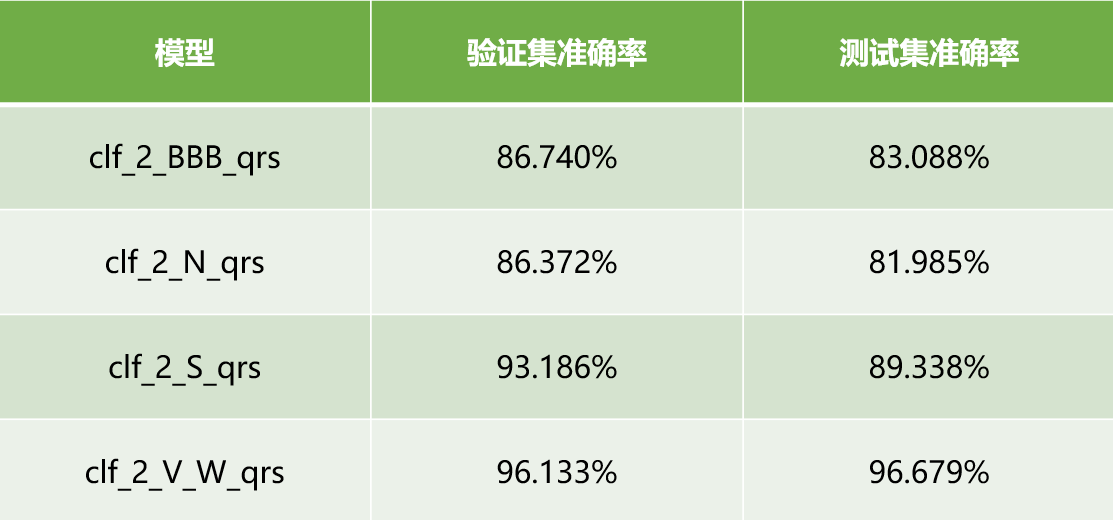 模型 验证集准确率 测试集准确率
clf_2_BBB_qrs 86.740% 83.088%
clf_2_N_qrs 86.372% 81.985%
clf_2_S_qrs 93.186% 89.338%
clf_2_V_W_qrs 96.133% 96.679%